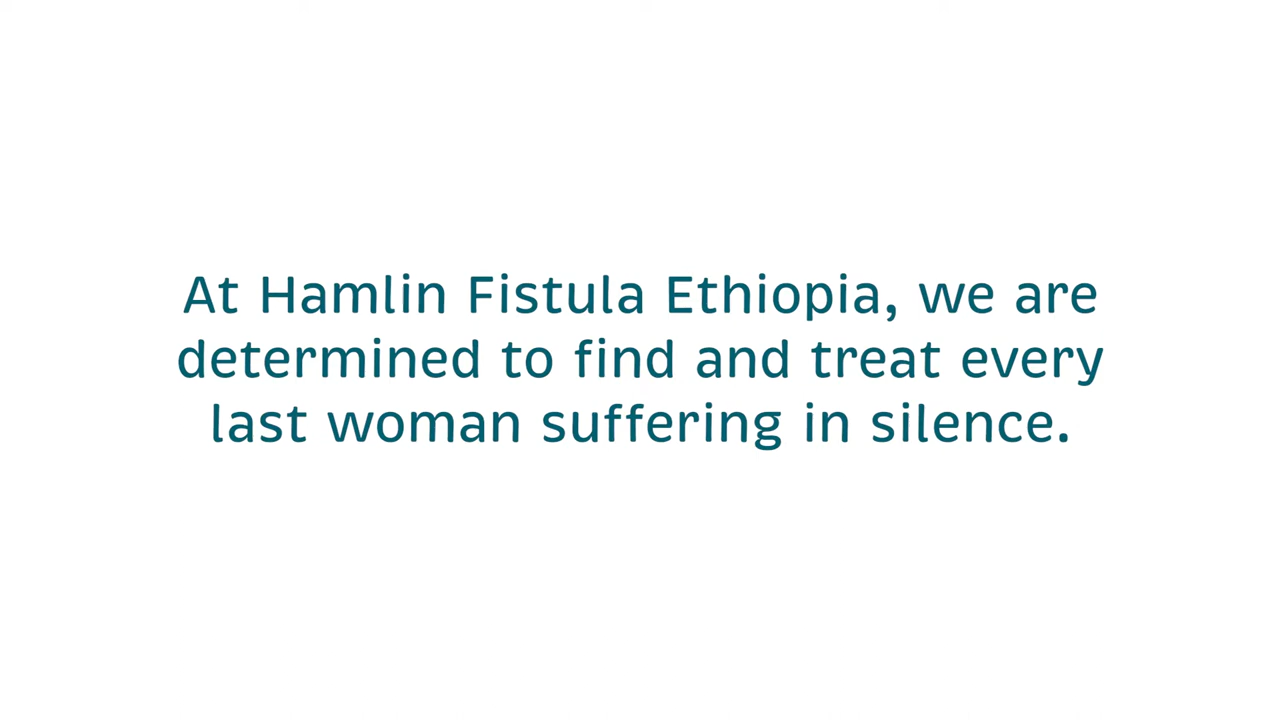 At Hamlin Fistula Ethiopia, we are
determined to find and treat every
last woman suffering in silence.